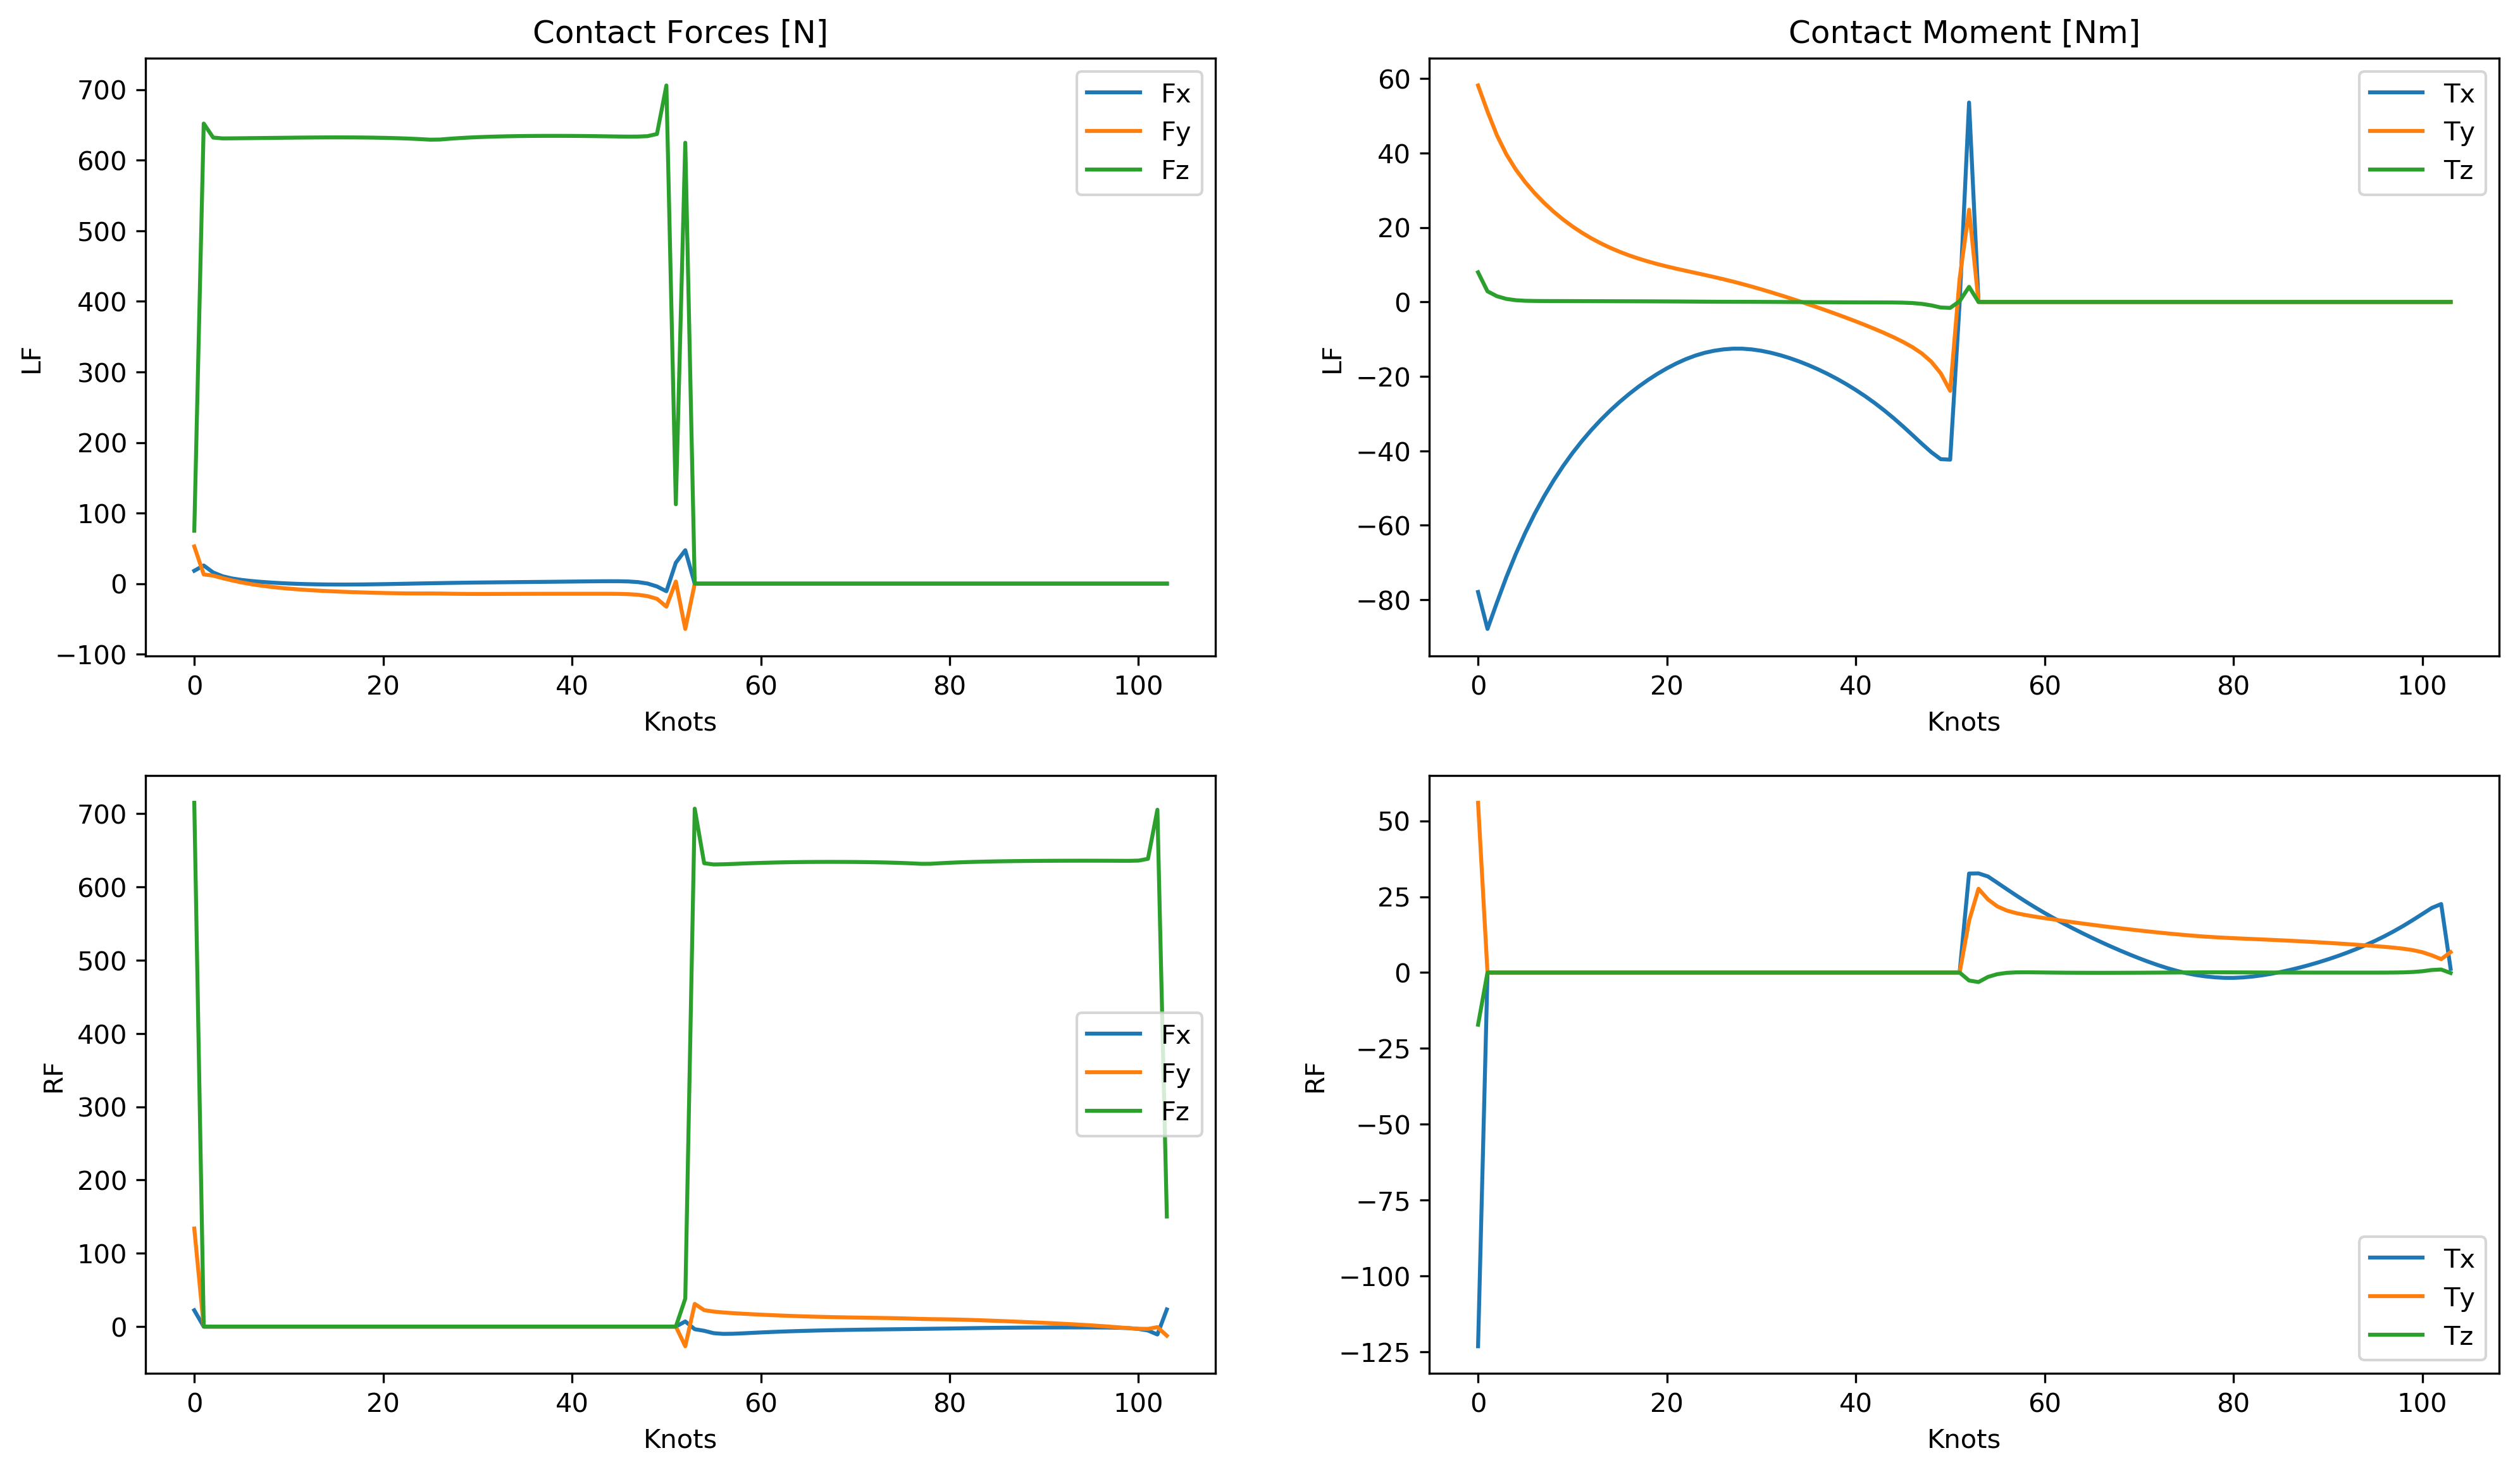 Contact Forces [N]
700
600
500
400
300
200
100
0
−100
LF
0 20 40 60 80 100
Knots
Fx
Fy
Fz
Contact Moment [Nm]
60
40
20
0
−20
−40
−60
−80
LF
0 20 40 60 80 100
Knots
Tx
Ty
Tz
700
600
500
400
300
200
100
0
RF
0 20 40 60 80 100
Knots
Fx
Fy
Fz
50
25
0
−25
−50
−75
−100
−125
RF
0 20 40 60 80 100
Knots
Tx
Ty
Tz